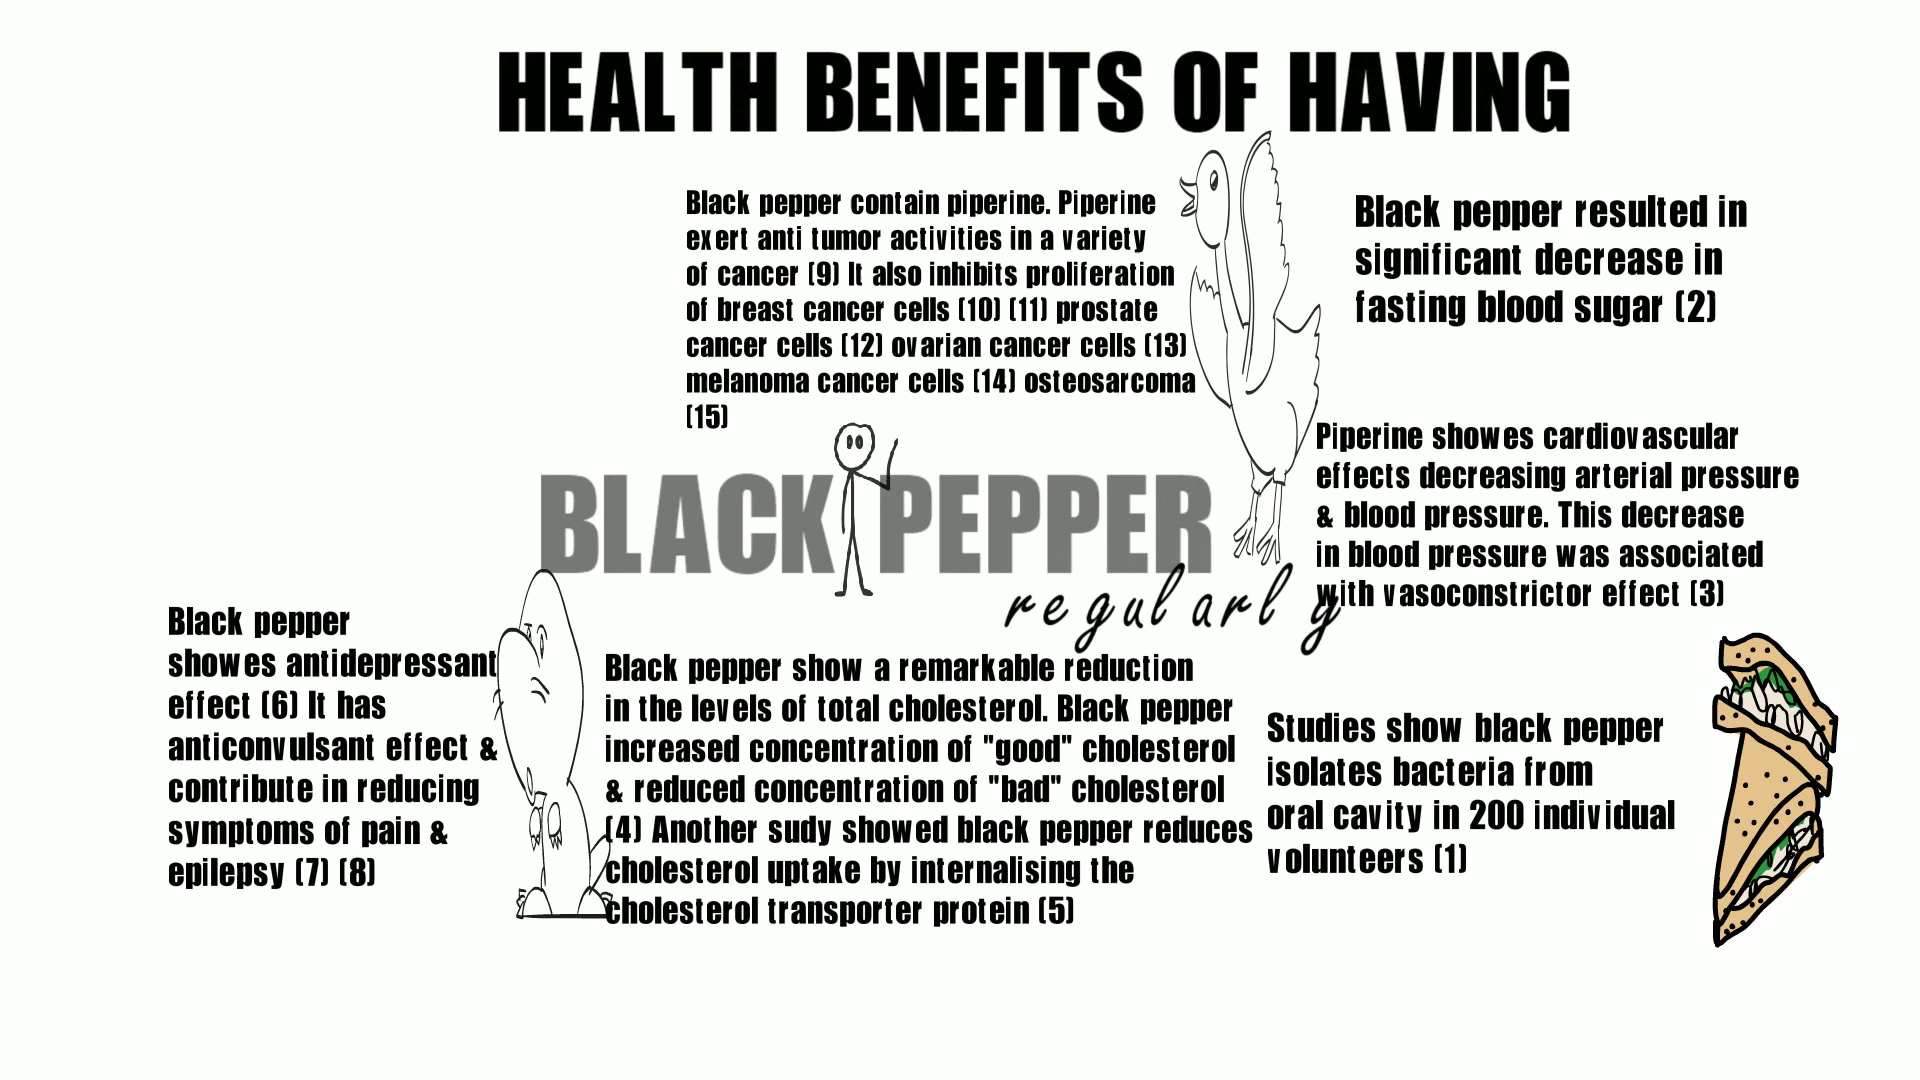 HEALTH BENEFITS OF HAVING
Black pepper contain piperine. Piperine
exert anti tumor activities in a variety
of cancer (9) It also inhibits proliferation
of breast cancer cells (10) (11) prostate
cancer cells (12) ovarian cancer cells (13)
melanoma cancer cells (14) osteosarcoma
(15)
Black pepper resulted in
significant decrease in
fasting blood sugar (2)
BLACK PEPPER
regularly
Piperine showes cardiovascular
effects decreasing arterial pressure
& blood pressure. This decrease
in blood pressure was associated
with vasoconstrictor effect (3)
Black pepper
showes antidepressant
effect (6) It has
anticonvulsant effect &
contribute in reducing
symptoms of pain &
epilepsy (7) (8)
Black pepper show a remarkable reduction
in the levels of total cholesterol. Black pepper
increased concentration of "good" cholesterol
& reduced concentration of "bad" cholesterol
(4) Another sudy showed black pepper reduces
cholesterol uptake by internalising the
cholesterol transporter protein (5)
Studies show black pepper
isolates bacteria from
oral cavity in 200 individual
volunteers (1)